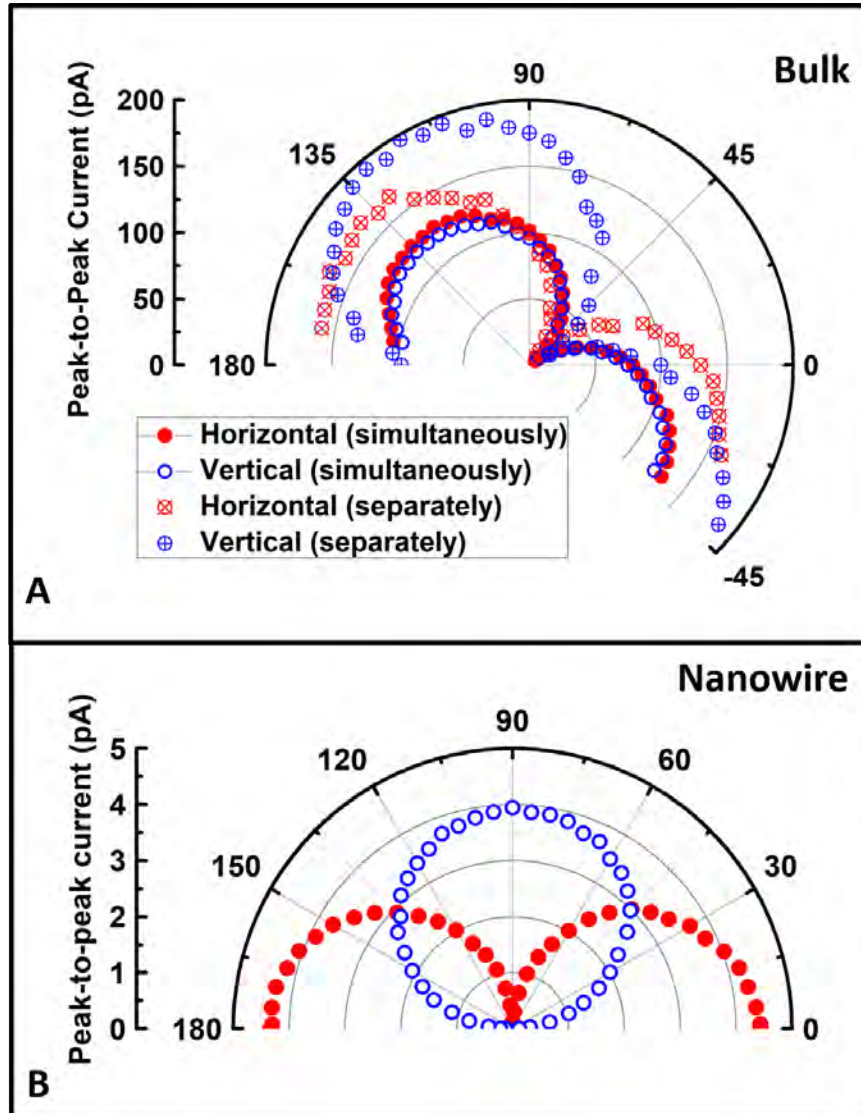 Bulk
Peak-to-Peak Current (pA)
200
150
100
50
0
180
135
90
45
0
-45
Horizontal (simultaneously)
Vertical (simultaneously)
Horizontal (separately)
Vertical (separately)
A
Nanowire
Peak-to-peak current (pA)
5
4
3
2
1
0
180
150
120
90
60
30
0
B